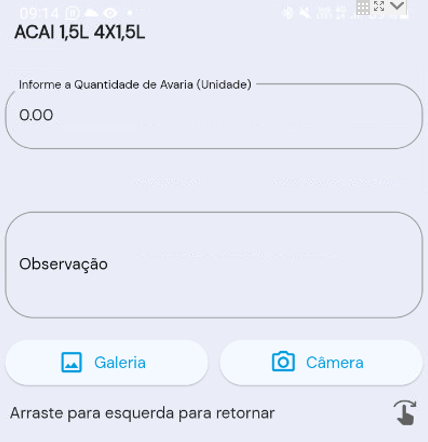 09:14
ACAI 1,5L 4X1,5L
Informe a Quantidade de Avaria (Unidade)
0.00
Observação
Galeria
Câmera
Arraste para esquerda para retornar